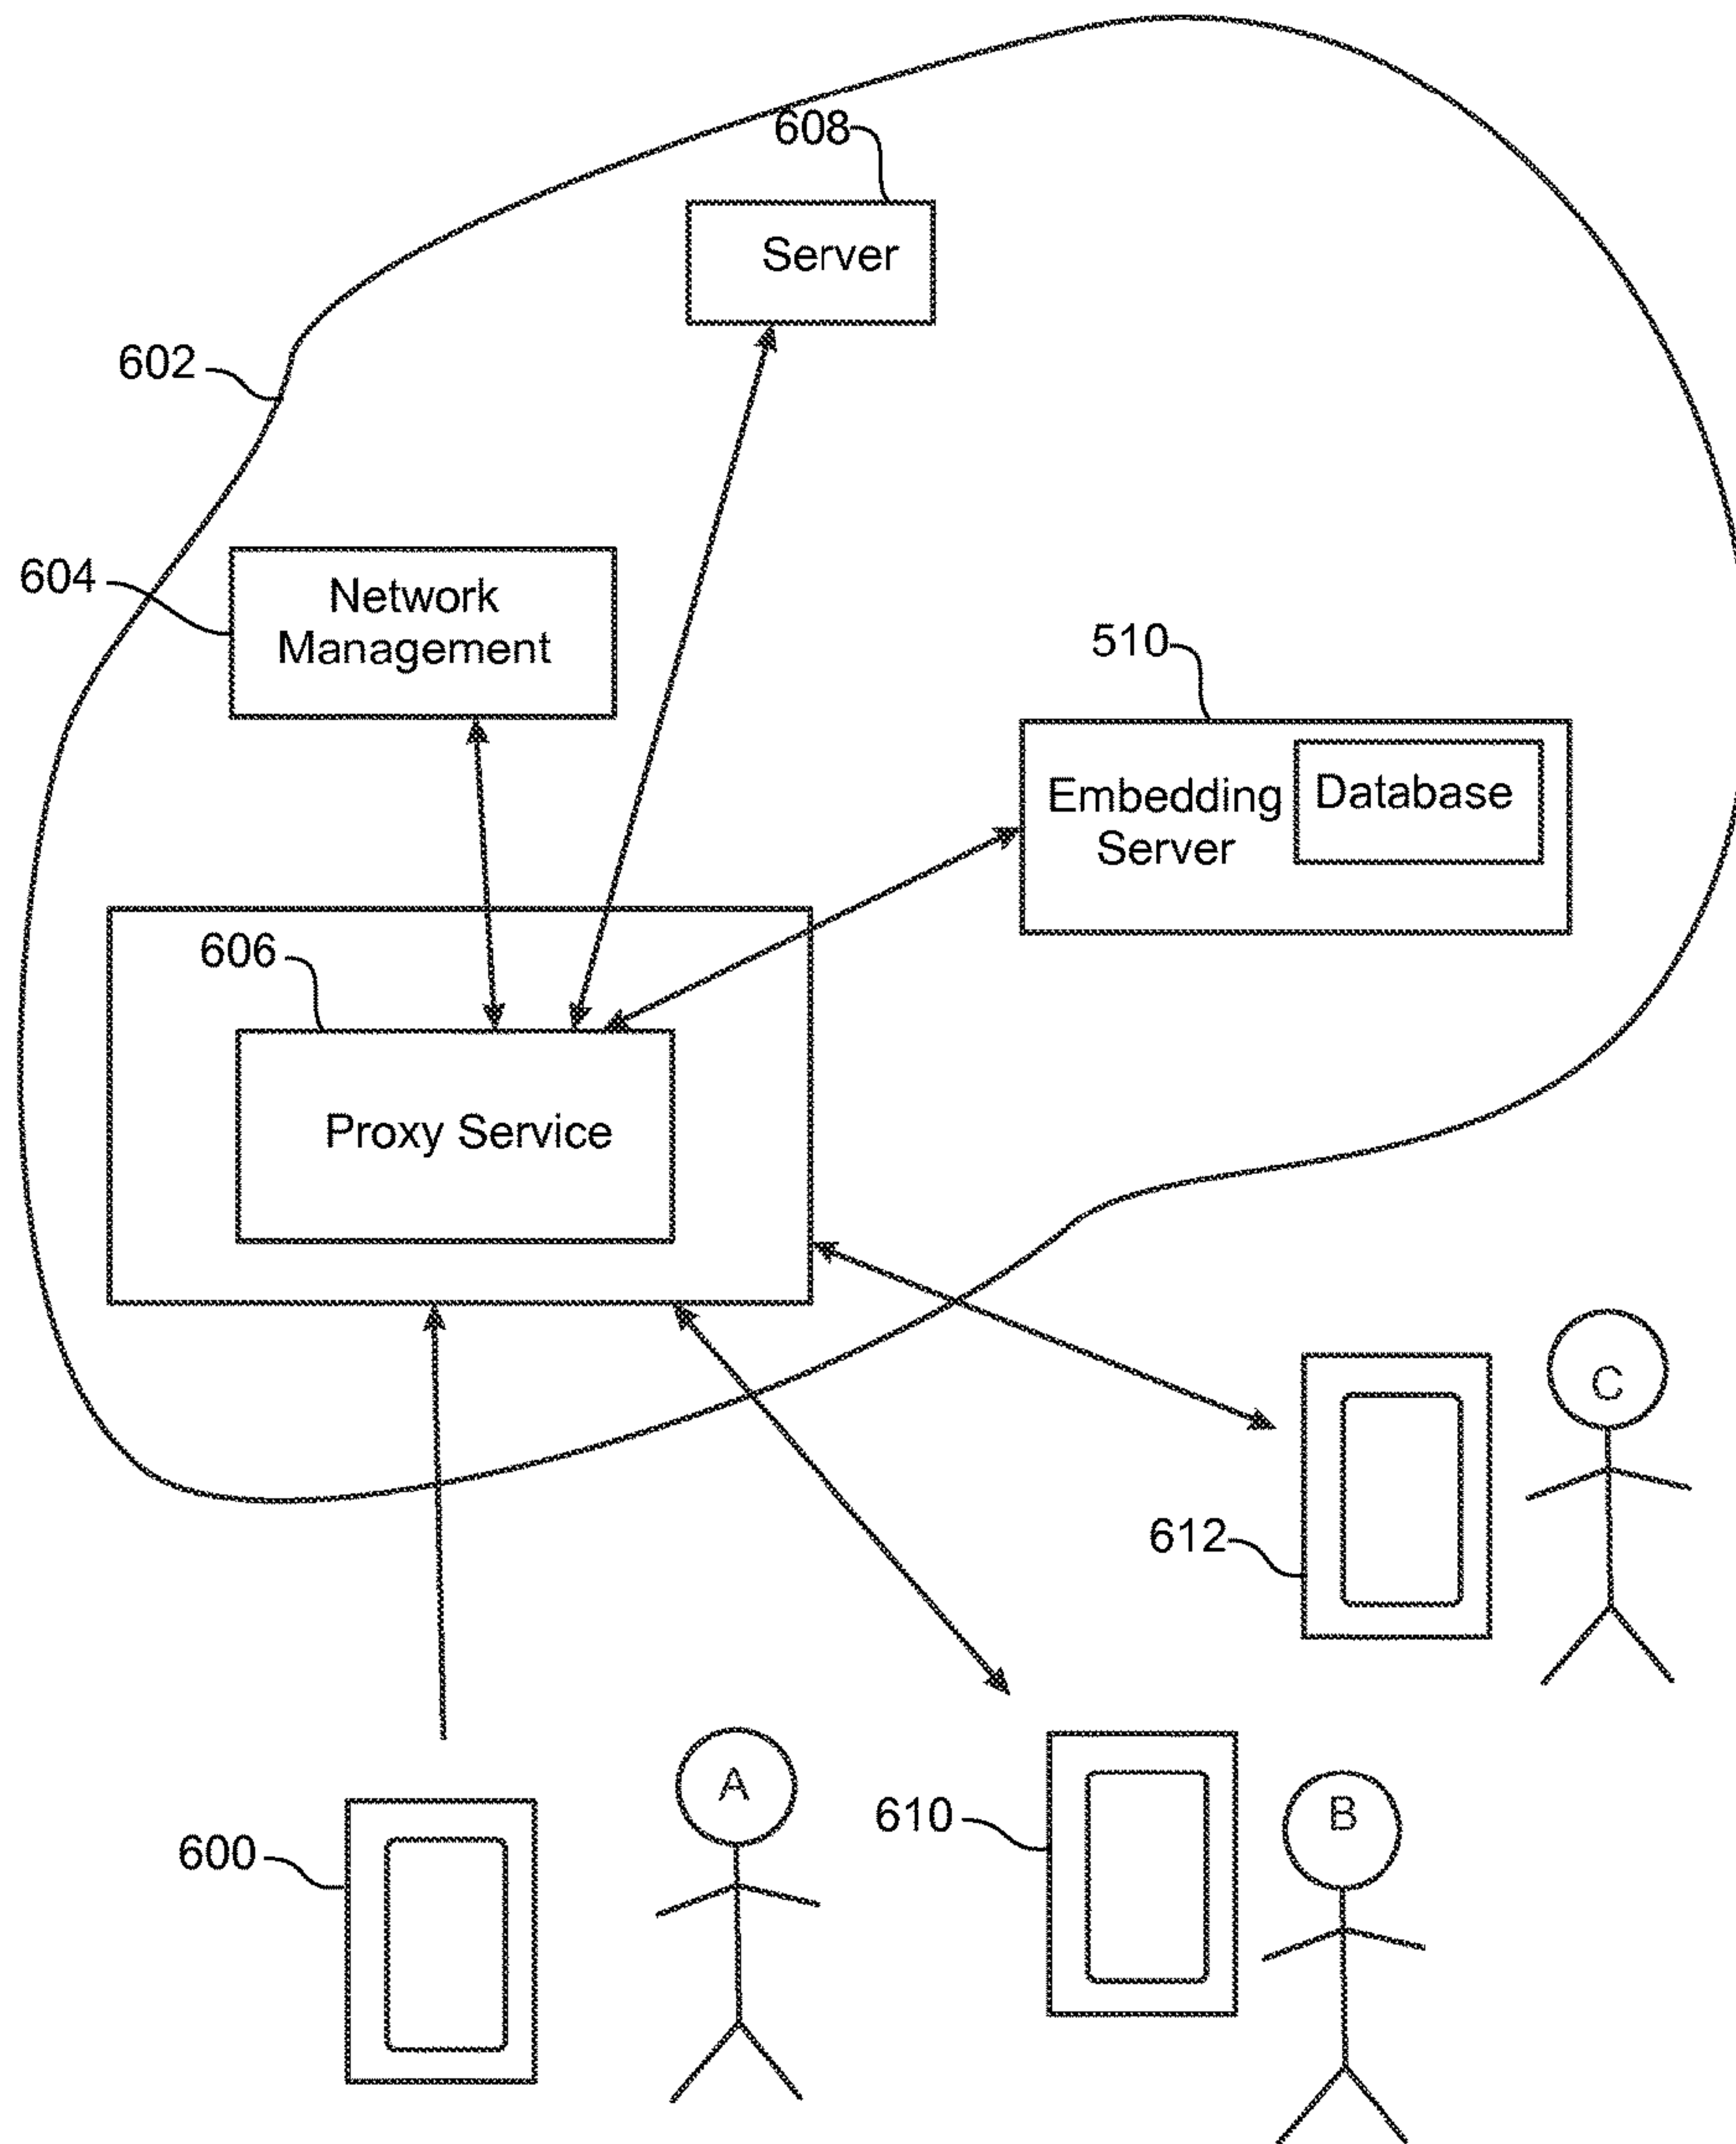 608
Server
602
604
Network
Management
510
Embedding
Server
Database
606
Proxy Service
C
612
A
B
610
600